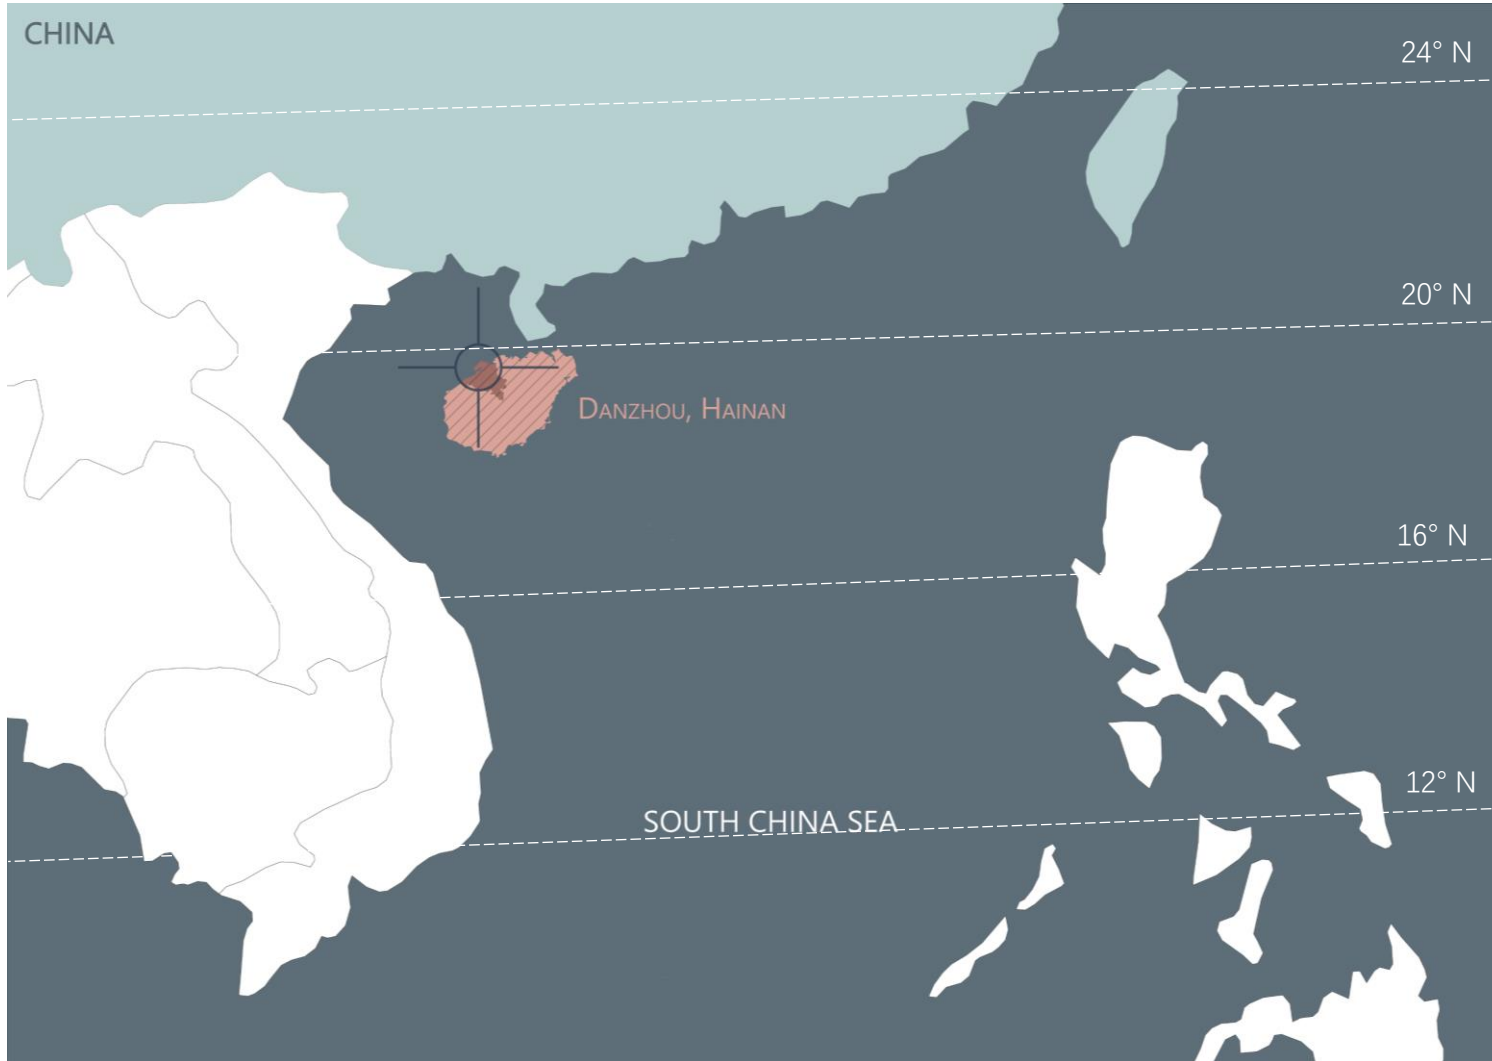 CHINA
24° N
20° N
DANZHOU, HAINAN
16° N
12° N
SOUTH CHINA SEA